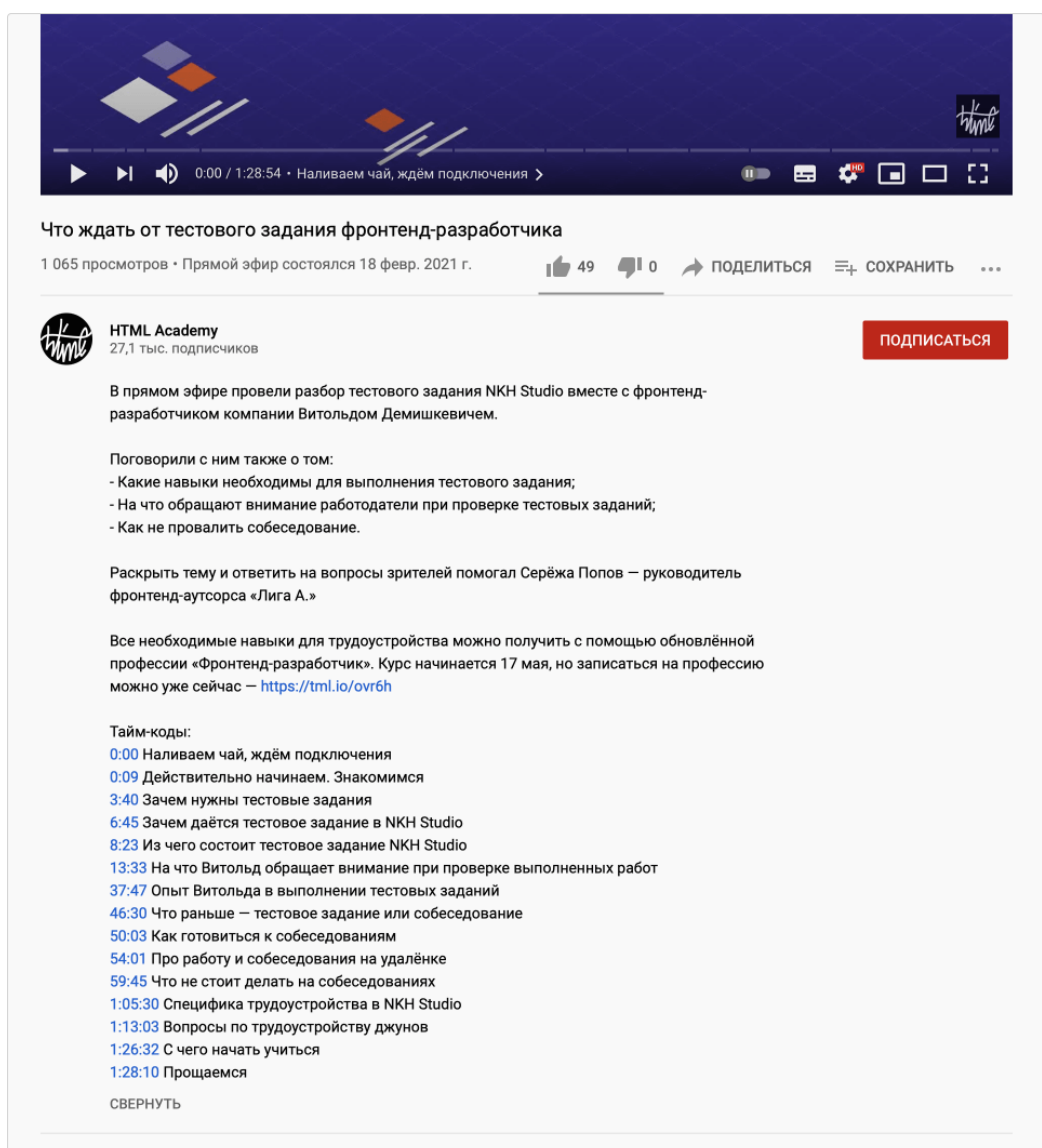 html
0:00 / 1:28:54 • Наливаем чай, ждём подключения
HD
Что ждать от тестового задания фронтенд-разработчика
1 065 просмотров • Прямой эфир состоялся 18 февр. 2021 г.
49
0
ПОДЕЛИТЬСЯ
СОХРАНИТЬ
html
HTML Academy
27,1 тыс. подписчиков
ПОДПИСАТЬСЯ
В прямом эфире провели разбор тестового задания NKH Studio вместе с фронтенд-
разработчиком компании Витольдом Демишкевичем.
Поговорили с ним также о том:
- Какие навыки необходимы для выполнения тестового задания;
- На что обращают внимание работодатели при проверке тестовых заданий;
- Как не провалить собеседование.
Раскрыть тему и ответить на вопросы зрителей помогал Серёжа Попов — руководитель
фронтенд-аутсорса «Лига А.»
Все необходимые навыки для трудоустройства можно получить с помощью обновлённой
профессии «Фронтенд-разработчик». Курс начинается 17 мая, но записаться на профессию
можно уже сейчас — https://tml.io/ovr6h
Тайм-коды:
0:00 Наливаем чай, ждём подключения
0:09 Действительно начинаем. Знакомимся
3:40 Зачем нужны тестовые задания
6:45 Зачем даётся тестовое задание в NKH Studio
8:23 Из чего состоит тестовое задание NKH Studio
13:33 На что Витольд обращает внимание при проверке выполненных работ
37:47 Опыт Витольда в выполнении тестовых заданий
46:30 Что раньше — тестовое задание или собеседование
50:03 Как готовиться к собеседованиям
54:01 Про работу и собеседования на удалёнке
59:45 Что не стоит делать на собеседованиях
1:05:30 Специфика трудоустройства в NKH Studio
1:13:03 Вопросы по трудоустройству джунов
1:26:32 С чего начать учиться
1:28:10 Прощаемся
СВЕРНУТЬ